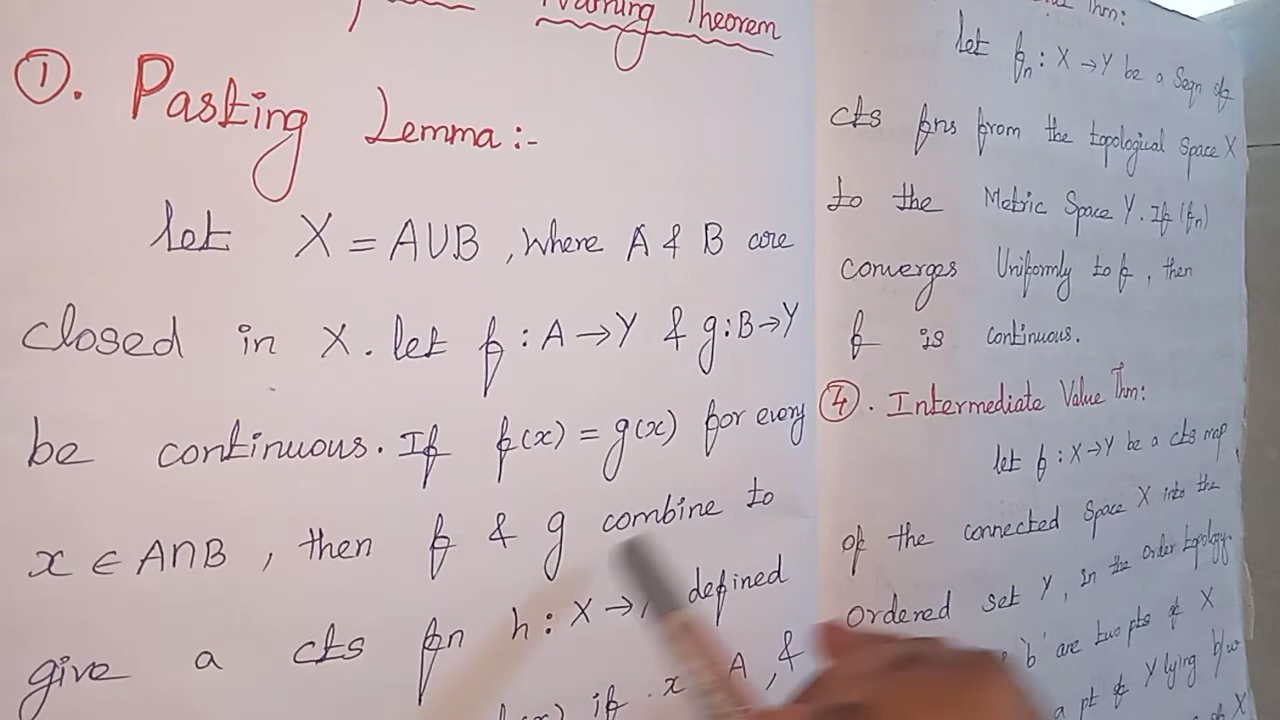 Theorem
①. Pasting Lemma:-
Let X = A∪B, Where A & B are
closed in X. Let f : A→Y & g : B→Y
be continuous. If f(x) = g(x) for every
x ∈ A∩B, then f & g combine to
give a cts fn h : X→ defined
if x A, &
Thm:
Let fn : X→Y be a Seqn of
cts fns from the topological Space X
to the Metric Space Y. If (fn)
converges Uniformly to f, then
f is continuous.
④. Intermediate Value Thm:
Let f : X→Y be a cts map
of the connected Space X into the
Ordered set Y, in the Order topology.
'b' are two pts of X
a pt of Y lying b/w
of X